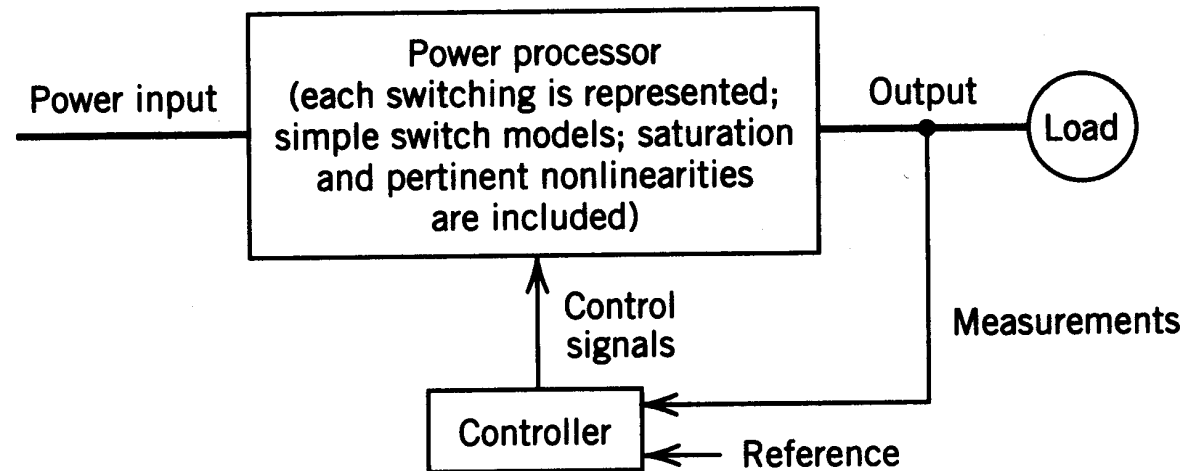 Power input
Power processor
(each switching is represented;
simple switch models; saturation
and pertinent nonlinearities
are included)
Output
Load
Control
signals
Measurements
Controller
Reference